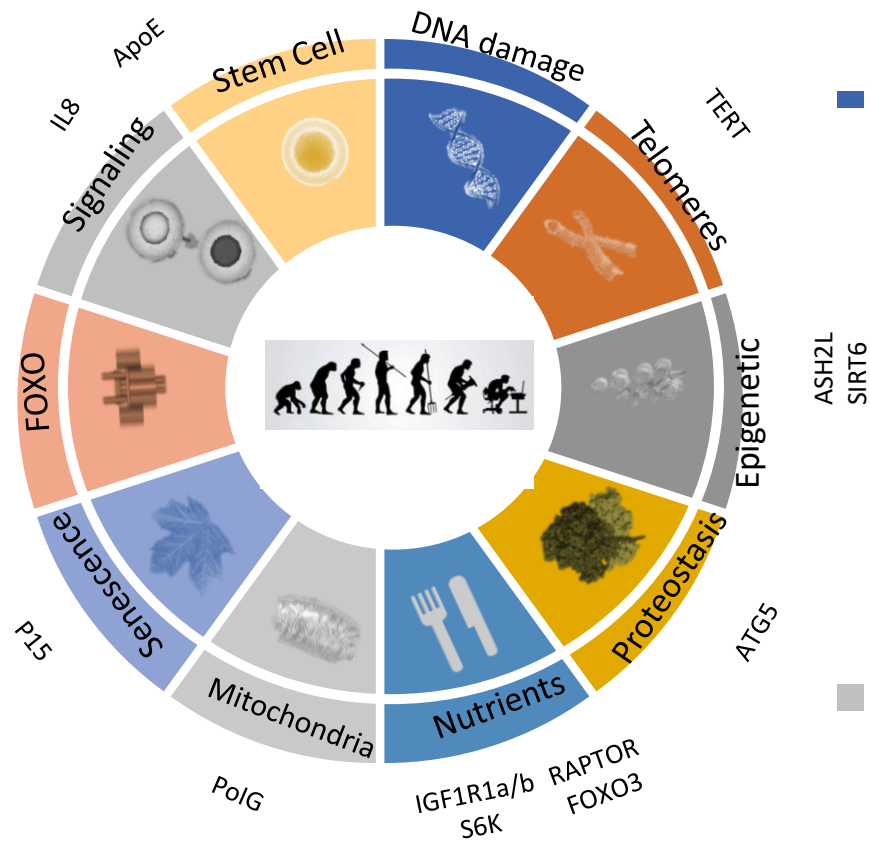 DNA damage
Telomeres
Epigenetic
Proteostasis
Nutrients
Mitochondria
Senescence
FOXO
Signaling
Stem Cell
TERT
ASH2L
SIRT6
ATG5
RAPTOR
FOXO3
IGF1R1a/b
S6K
PolG
P15
IL8
ApoE